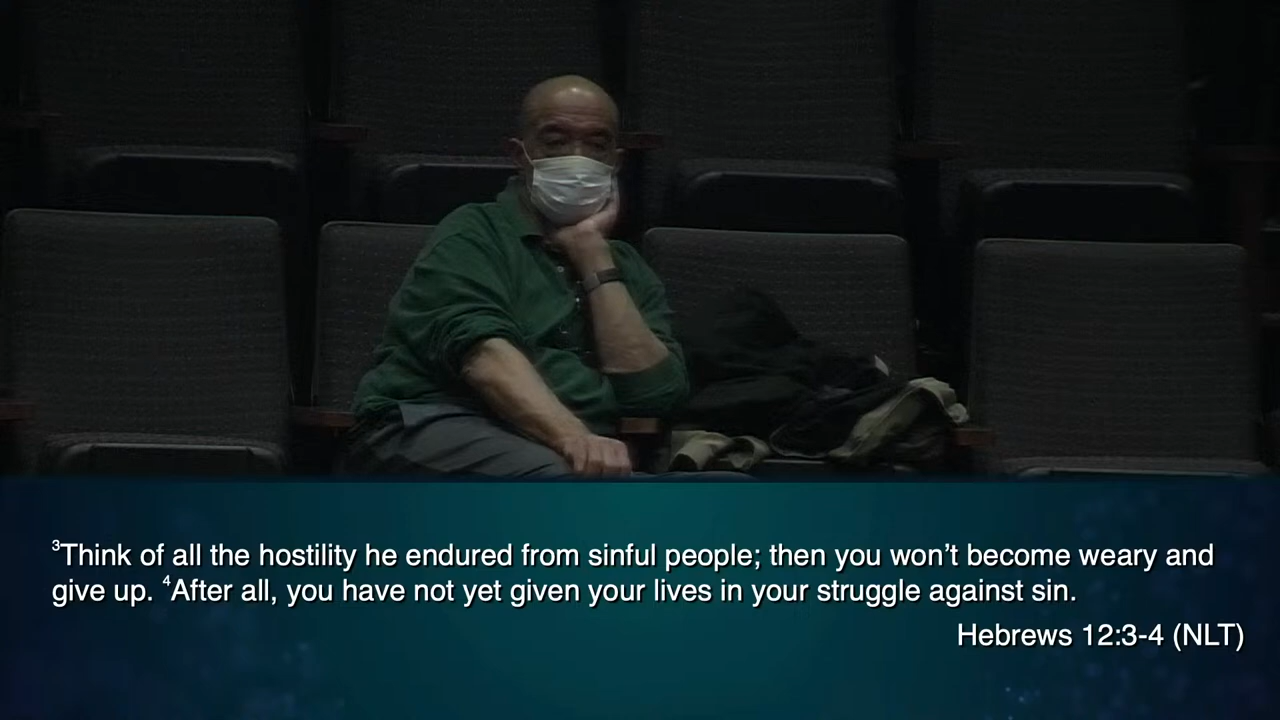 ³Think of all the hostility he endured from sinful people; then you won’t become weary and
give up. ⁴After all, you have not yet given your lives in your struggle against sin.
Hebrews 12:3-4 (NLT)